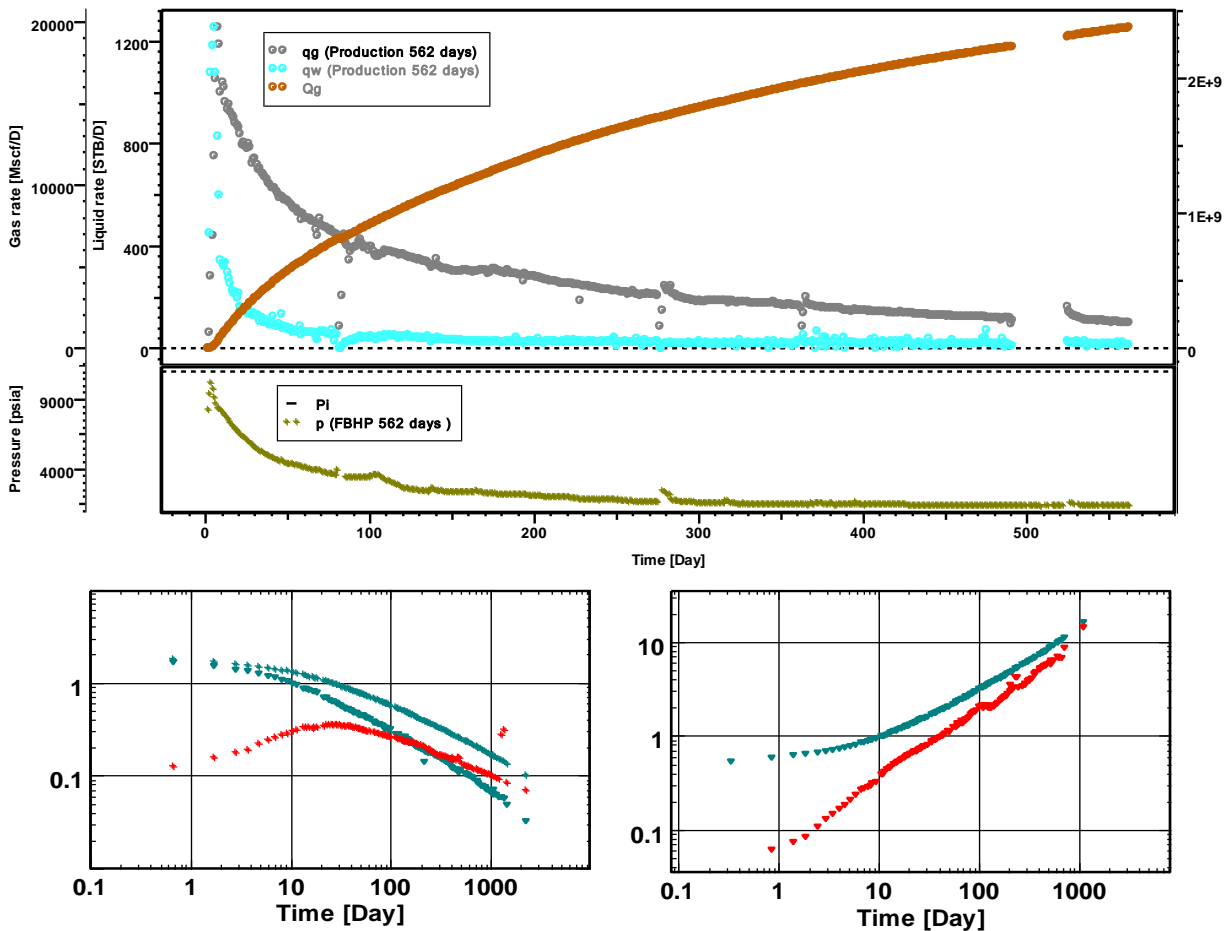 20000
10000
0
Gas rate [Mscf/D]
1200
800
400
0
Liquid rate [STB/D]
qg (Production 562 days)
qw (Production 562 days)
Qg
2E+9
1E+9
0
9000
4000
Pressure [psia]
Pi
p (FBHP 562 days )
0 100 200 300 400 500
Time [Day]
1
0.1
0.1 1 10 100 1000
Time [Day]
10
1
0.1
0.1 1 10 100 1000
Time [Day]